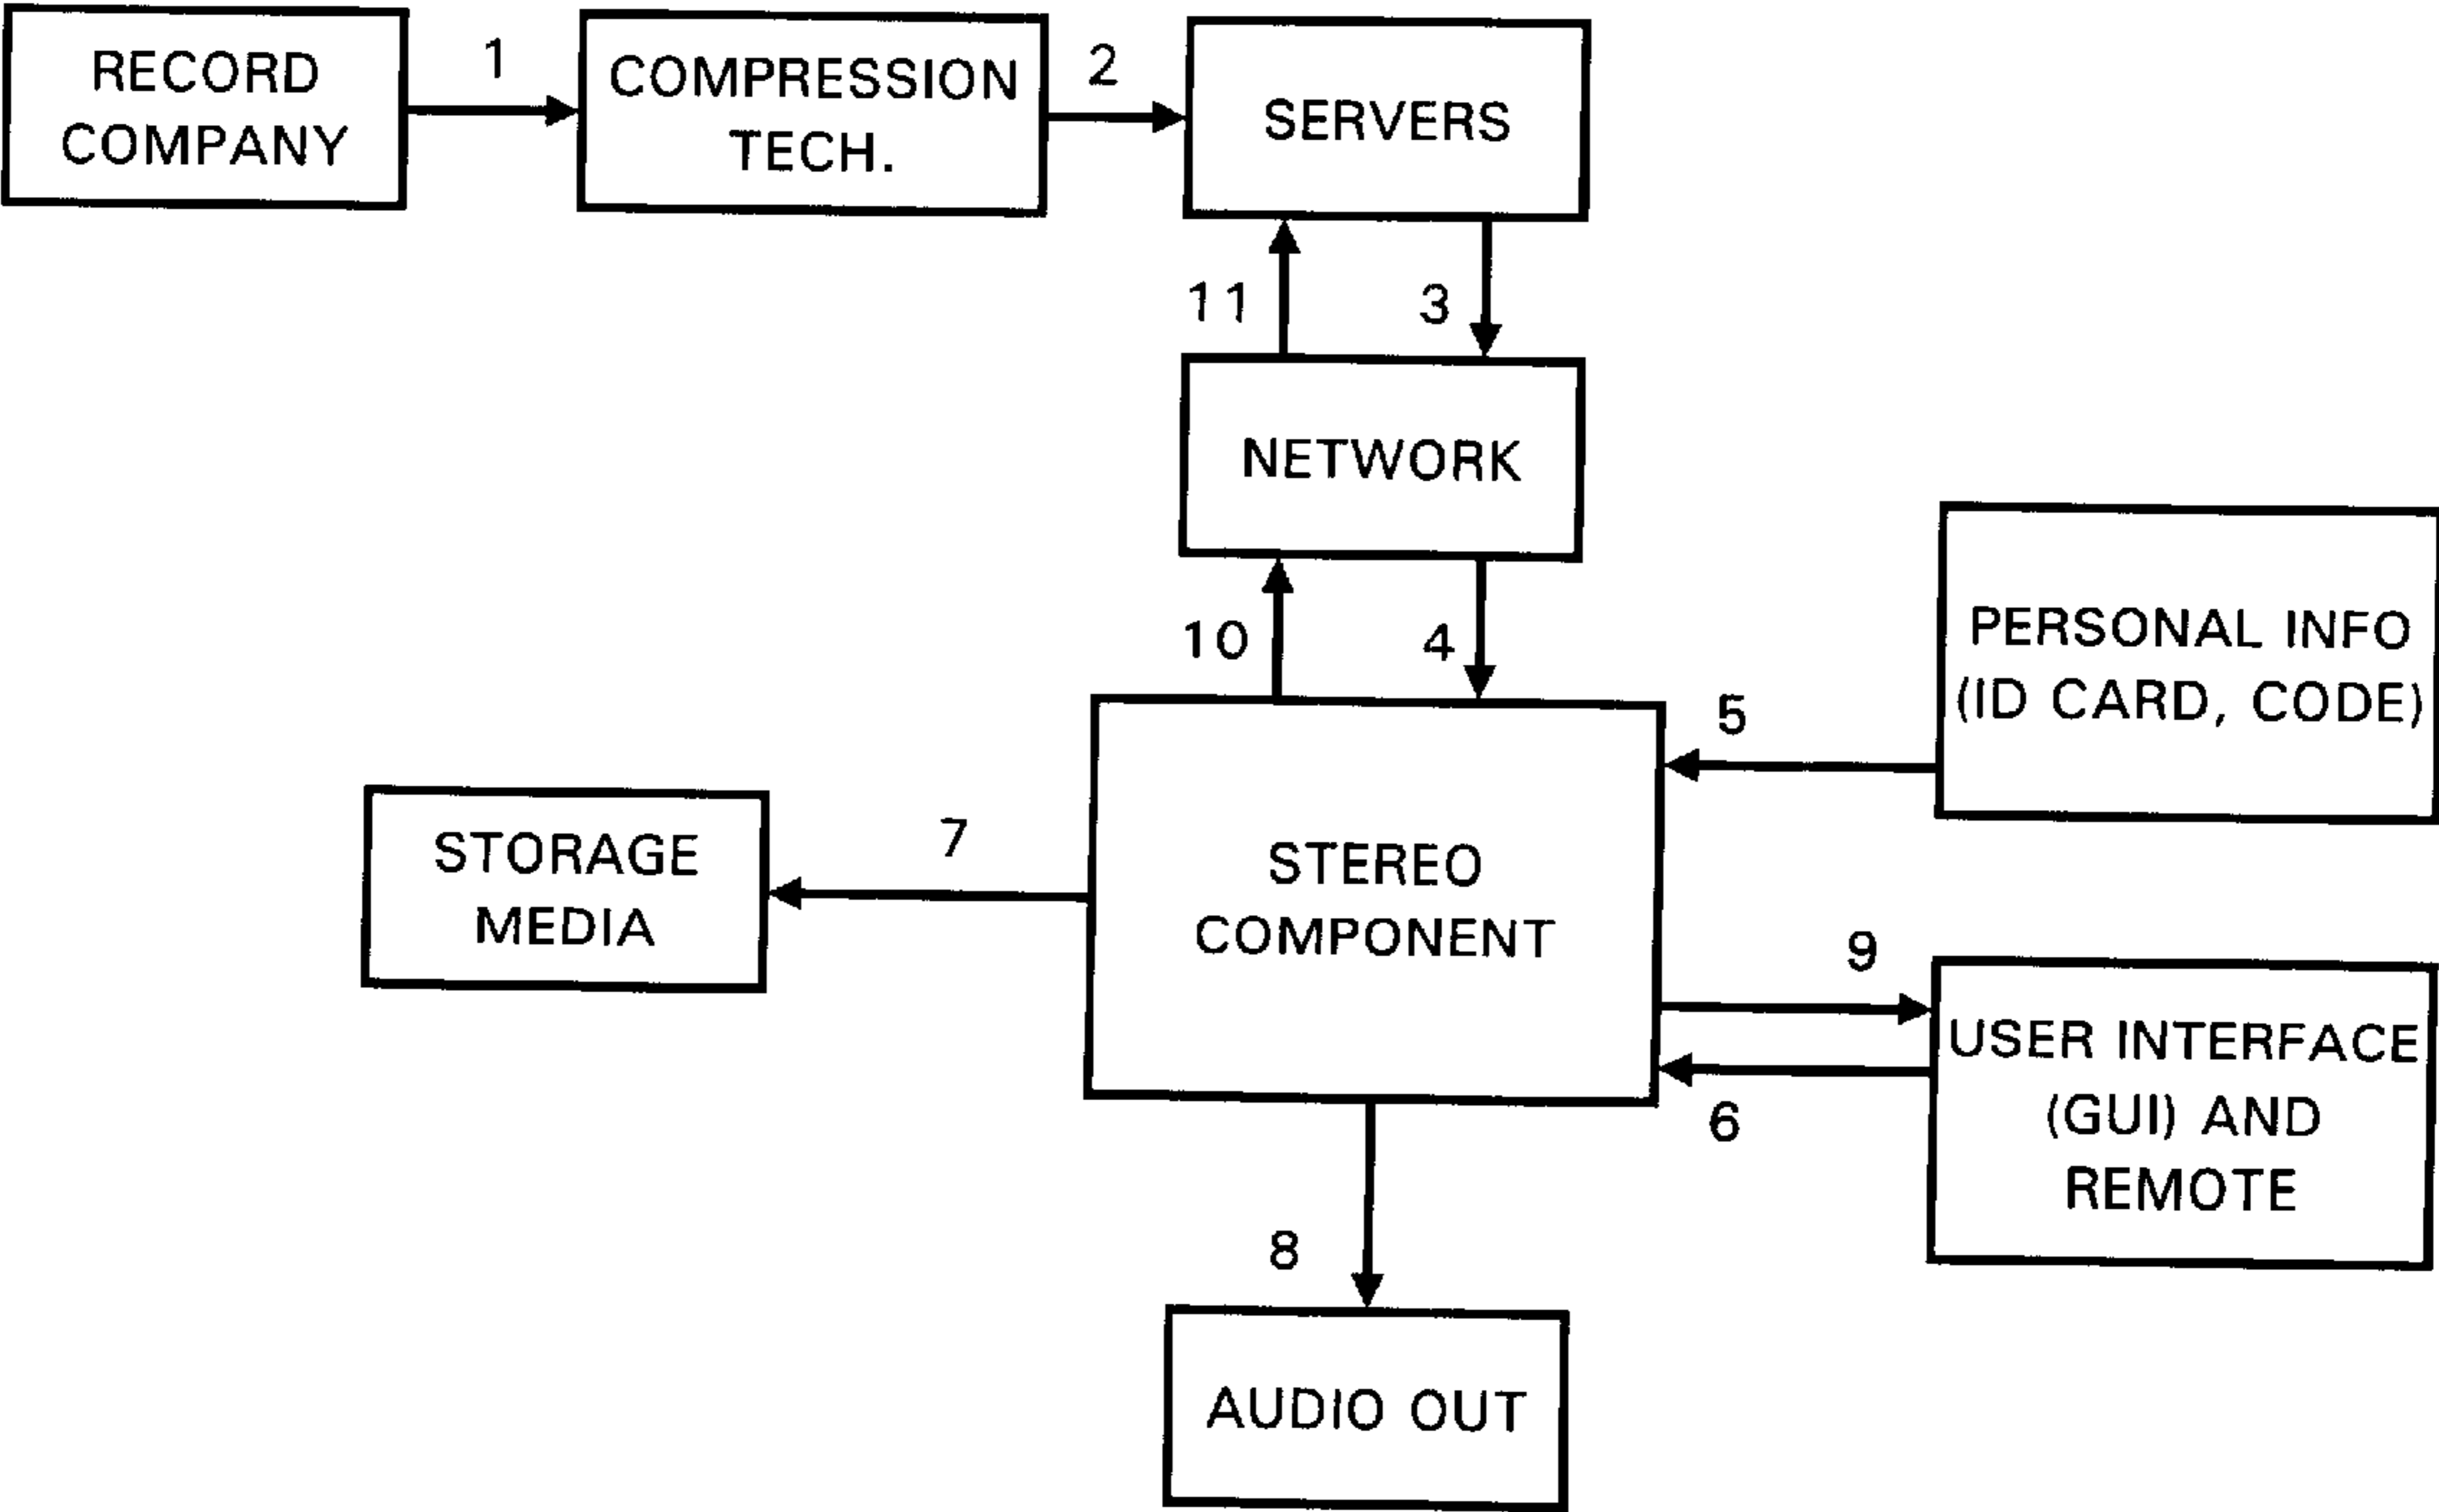 RECORD
COMPANY
1
COMPRESSION
TECH.
2
SERVERS
11
3
NETWORK
10
4
PERSONAL INFO
(ID CARD, CODE)
5
STORAGE
MEDIA
7
STEREO
COMPONENT
9
6
USER INTERFACE
(GUI) AND
REMOTE
8
AUDIO OUT